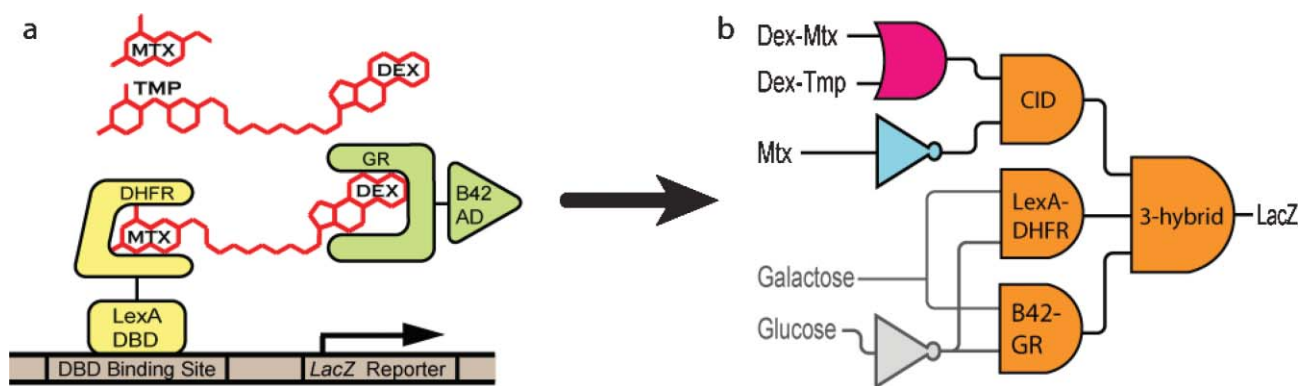 a
MTX
TMP
DEX
GR
DHFR
DEX
B42
AD
MTX
LexA
DBD
DBD Binding Site
LacZ Reporter
b
Dex-Mtx
Dex-Tmp
CID
Mtx
LexA-
DHFR
3-hybrid
LacZ
Galactose
Glucose
B42-
GR